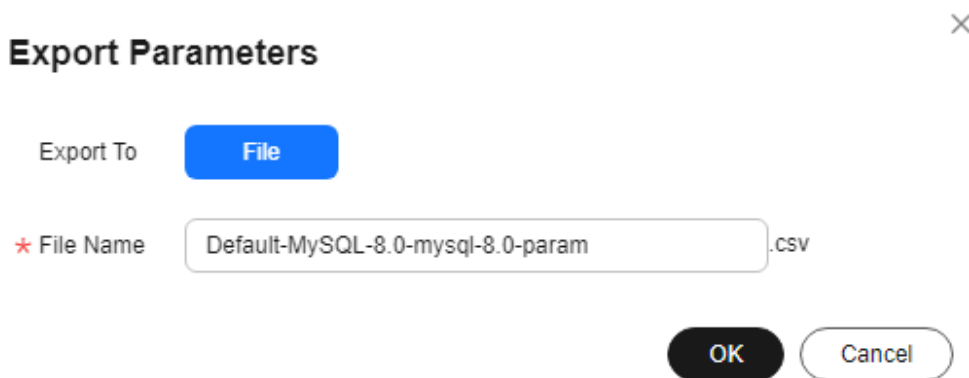 Export Parameters
Export To File
* File Name Default-MySQL-8.0-mysql-8.0-param .csv
OK Cancel